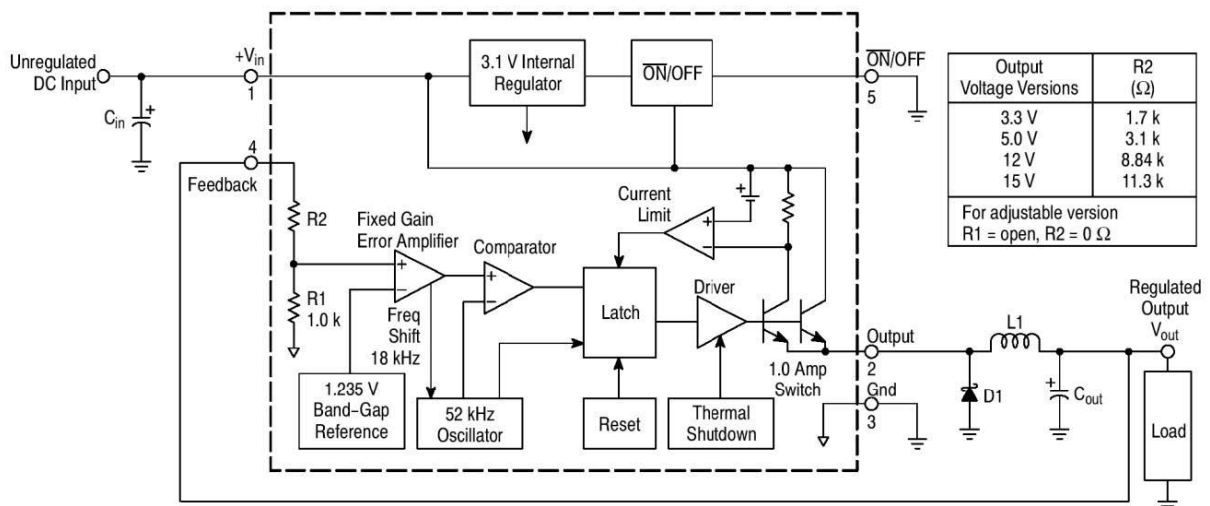 Unregulated
DC Input
Cin
+
+Vin
1
4
Feedback
3.1 V Internal
Regulator
ON/OFF
ON/OFF
5
Output
Voltage Versions
R2
(Ω)
3.3 V
1.7 k
5.0 V
3.1 k
12 V
8.84 k
15 V
11.3 k
For adjustable version
R1 = open, R2 = 0 Ω
R2
R1
1.0 k
Fixed Gain
Error Amplifier
+
−
Freq
Shift
18 kHz
Comparator
+
−
Current
Limit
+
+
−
Latch
Driver
1.235 V
Band–Gap
Reference
52 kHz
Oscillator
Reset
Thermal
Shutdown
1.0 Amp
Switch
Output
2
Gnd
3
L1
D1
+
Cout
Regulated
Output
Vout
Load